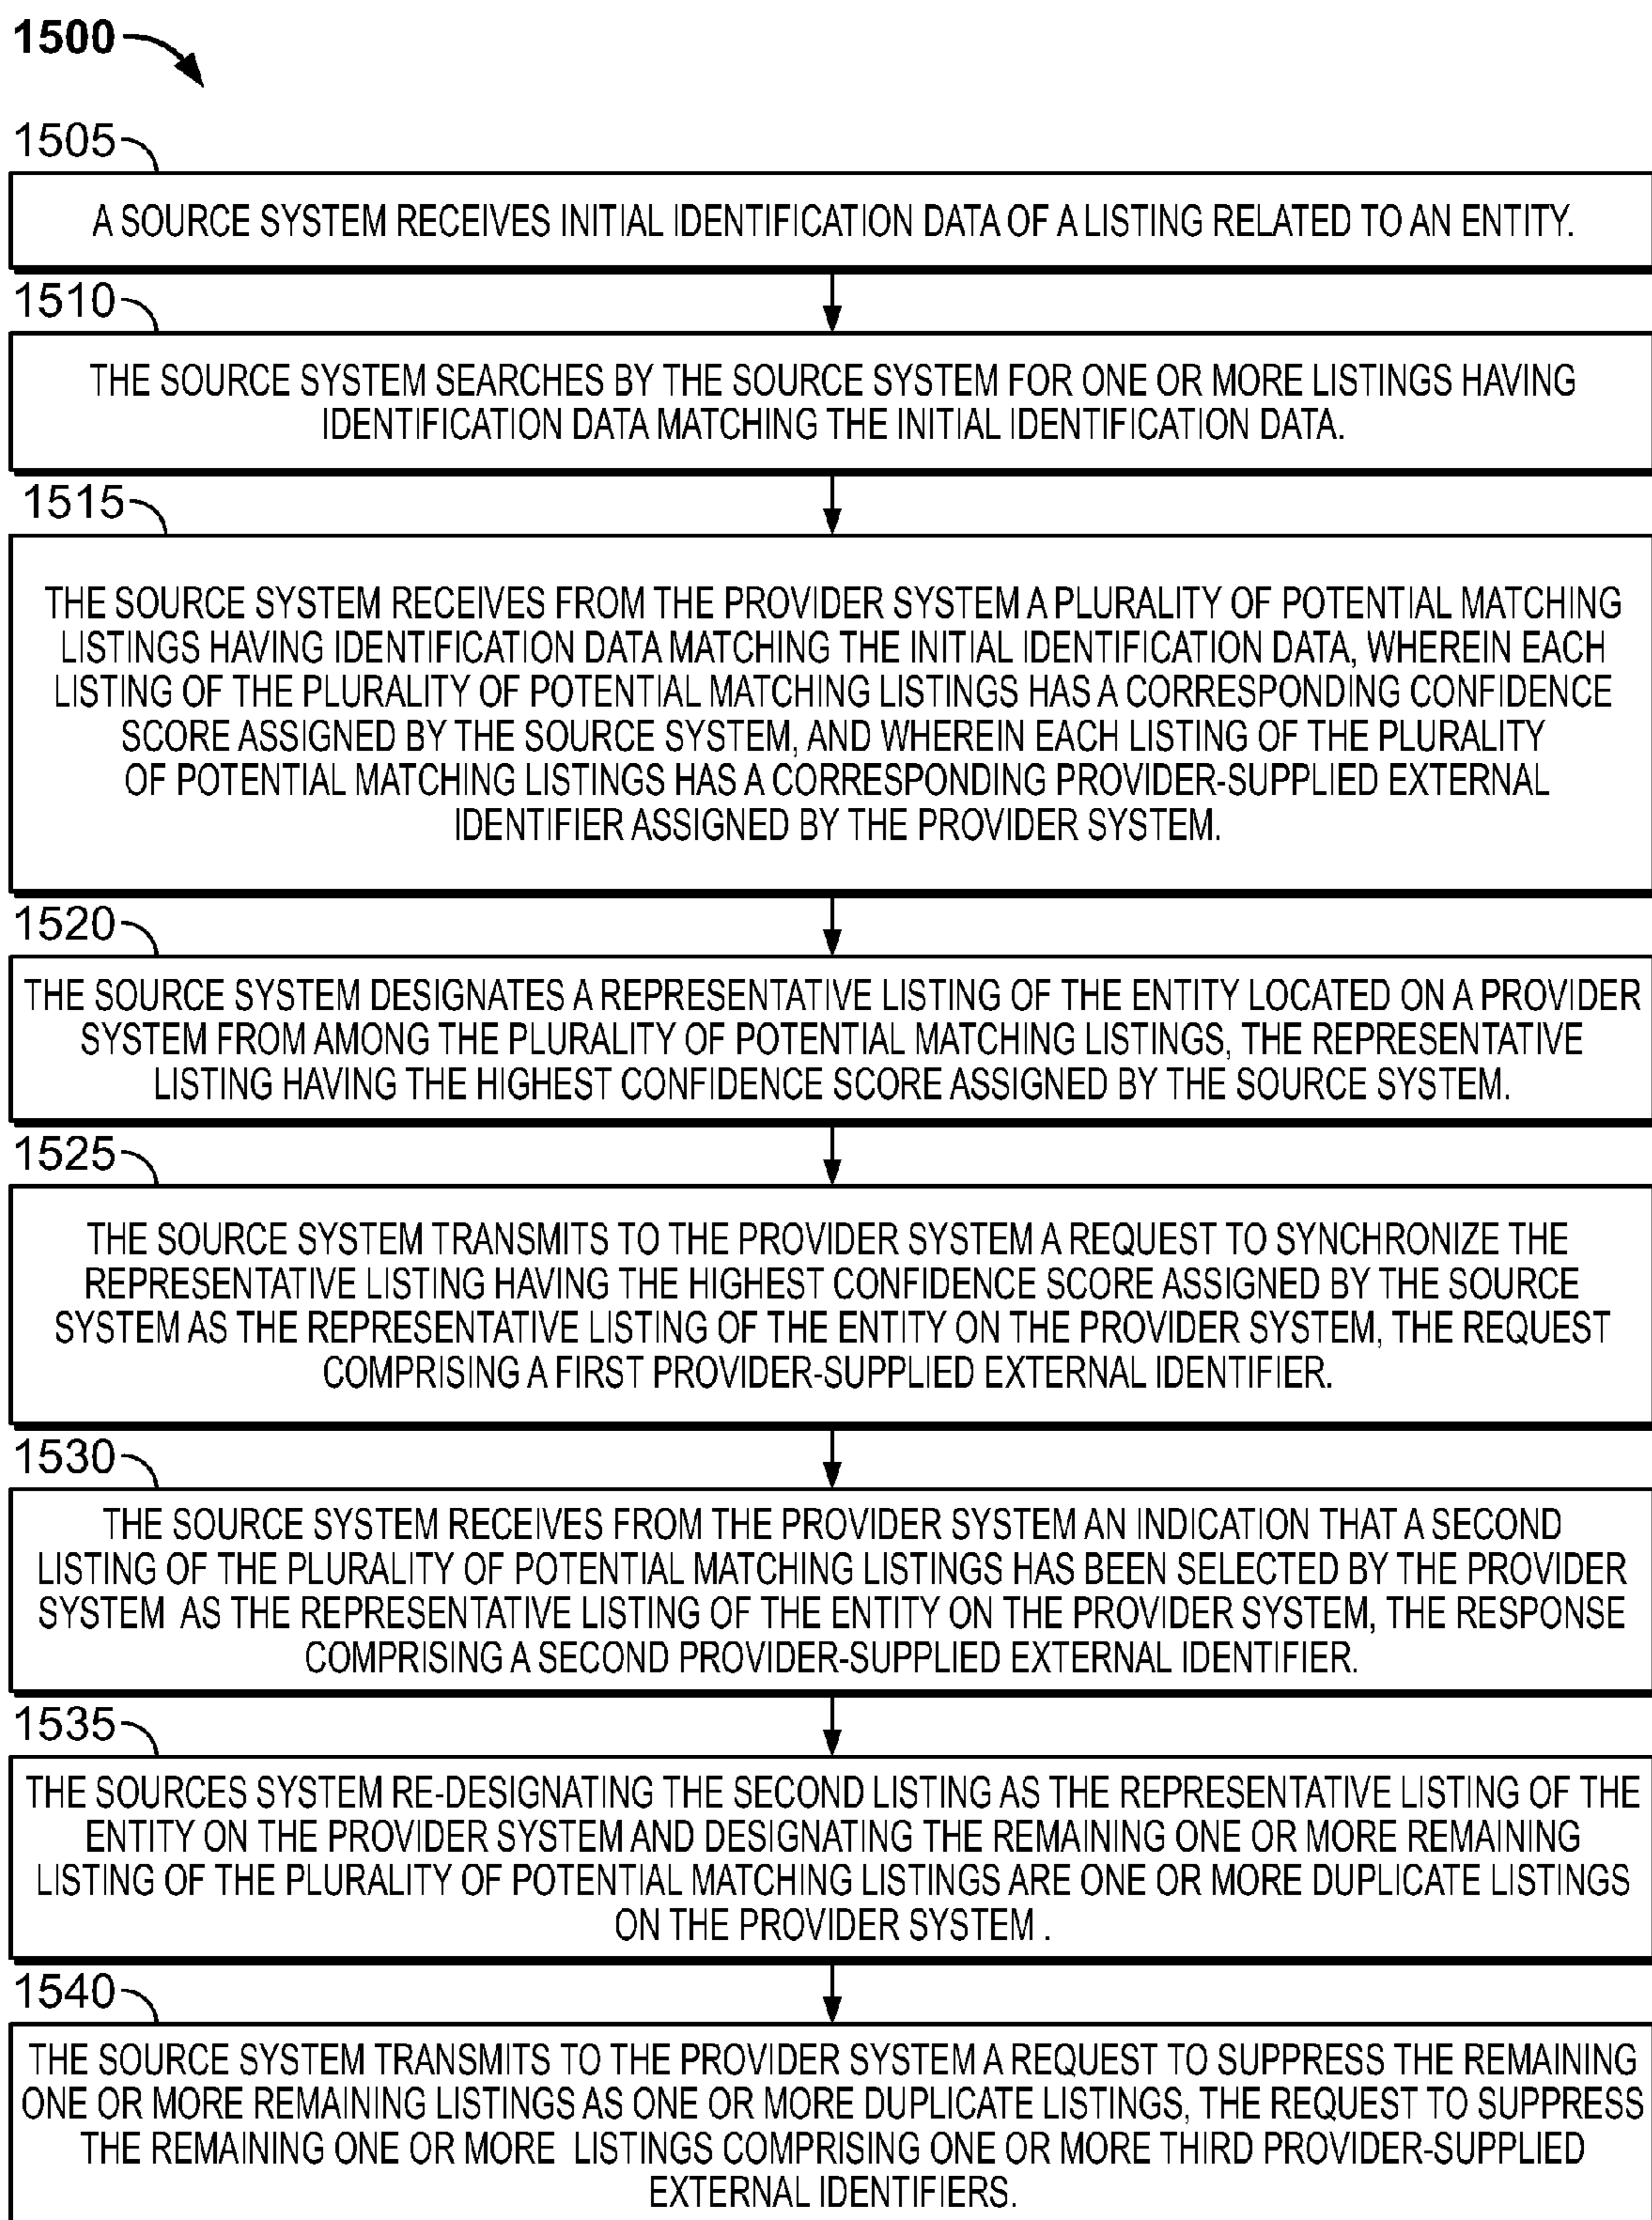 1500
1505
A SOURCE SYSTEM RECEIVES INITIAL IDENTIFICATION DATA OF A LISTING RELATED TO AN ENTITY.
1510
THE SOURCE SYSTEM SEARCHES BY THE SOURCE SYSTEM FOR ONE OR MORE LISTINGS HAVING
IDENTIFICATION DATA MATCHING THE INITIAL IDENTIFICATION DATA.
1515
THE SOURCE SYSTEM RECEIVES FROM THE PROVIDER SYSTEM A PLURALITY OF POTENTIAL MATCHING
LISTINGS HAVING IDENTIFICATION DATA MATCHING THE INITIAL IDENTIFICATION DATA, WHEREIN EACH
LISTING OF THE PLURALITY OF POTENTIAL MATCHING LISTINGS HAS A CORRESPONDING CONFIDENCE
SCORE ASSIGNED BY THE SOURCE SYSTEM, AND WHEREIN EACH LISTING OF THE PLURALITY
OF POTENTIAL MATCHING LISTINGS HAS A CORRESPONDING PROVIDER-SUPPLIED EXTERNAL
IDENTIFIER ASSIGNED BY THE PROVIDER SYSTEM.
1520
THE SOURCE SYSTEM DESIGNATES A REPRESENTATIVE LISTING OF THE ENTITY LOCATED ON A PROVIDER
SYSTEM FROM AMONG THE PLURALITY OF POTENTIAL MATCHING LISTINGS, THE REPRESENTATIVE
LISTING HAVING THE HIGHEST CONFIDENCE SCORE ASSIGNED BY THE SOURCE SYSTEM.
1525
THE SOURCE SYSTEM TRANSMITS TO THE PROVIDER SYSTEM A REQUEST TO SYNCHRONIZE THE
REPRESENTATIVE LISTING HAVING THE HIGHEST CONFIDENCE SCORE ASSIGNED BY THE SOURCE
SYSTEM AS THE REPRESENTATIVE LISTING OF THE ENTITY ON THE PROVIDER SYSTEM, THE REQUEST
COMPRISING A FIRST PROVIDER-SUPPLIED EXTERNAL IDENTIFIER.
1530
THE SOURCE SYSTEM RECEIVES FROM THE PROVIDER SYSTEM AN INDICATION THAT A SECOND
LISTING OF THE PLURALITY OF POTENTIAL MATCHING LISTINGS HAS BEEN SELECTED BY THE PROVIDER
SYSTEM AS THE REPRESENTATIVE LISTING OF THE ENTITY ON THE PROVIDER SYSTEM, THE RESPONSE
COMPRISING A SECOND PROVIDER-SUPPLIED EXTERNAL IDENTIFIER.
1535
THE SOURCES SYSTEM RE-DESIGNATING THE SECOND LISTING AS THE REPRESENTATIVE LISTING OF THE
ENTITY ON THE PROVIDER SYSTEM AND DESIGNATING THE REMAINING ONE OR MORE REMAINING
LISTING OF THE PLURALITY OF POTENTIAL MATCHING LISTINGS ARE ONE OR MORE DUPLICATE LISTINGS
ON THE PROVIDER SYSTEM .
1540
THE SOURCE SYSTEM TRANSMITS TO THE PROVIDER SYSTEM A REQUEST TO SUPPRESS THE REMAINING
ONE OR MORE REMAINING LISTINGS AS ONE OR MORE DUPLICATE LISTINGS, THE REQUEST TO SUPPRESS
THE REMAINING ONE OR MORE LISTINGS COMPRISING ONE OR MORE THIRD PROVIDER-SUPPLIED
EXTERNAL IDENTIFIERS.